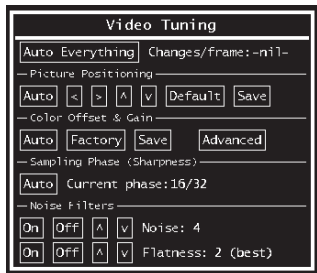 Video Tuning
Auto Everything Changes/frame:-nil-
Picture Positioning
Auto < > ^ v Default Save
Color Offset & Gain
Auto Factory Save Advanced
Sampling Phase (Sharpness)
Auto Current phase:16/32
Noise Filters
On Off ^ v Noise: 4
On Off ^ v Flatness: 2 (best)